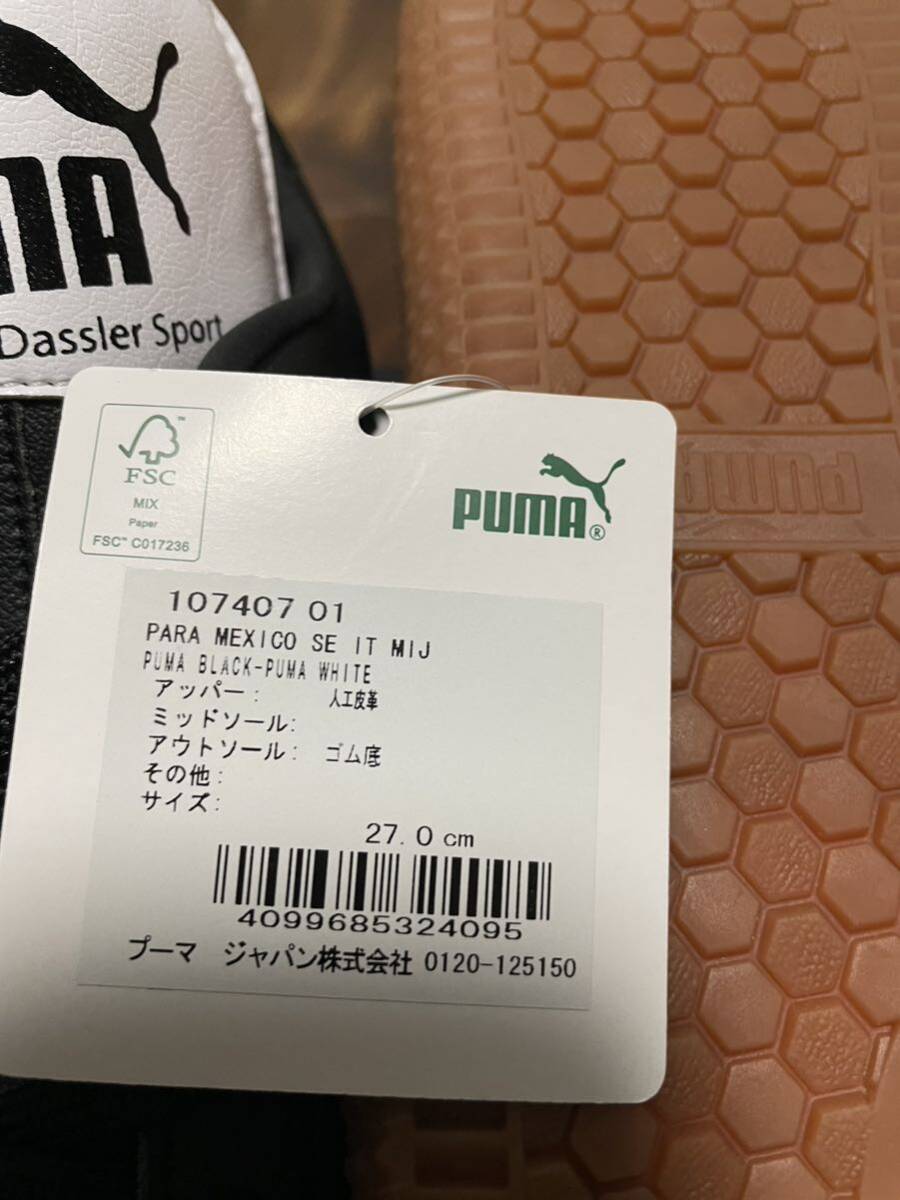 Dassler Sport
FSC
MIX
Paper
FSC™ C017236
PUMA®
PUMA
107407 01
PARA MEXICO SE IT MIJ
PUMA BLACK-PUMA WHITE
アッパー: 人工皮革
ミッドソール:
アウトソール: ゴム底
その他:
サイズ:
27.0 cm
4099685324095
プーマ ジャパン株式会社 0120-125150